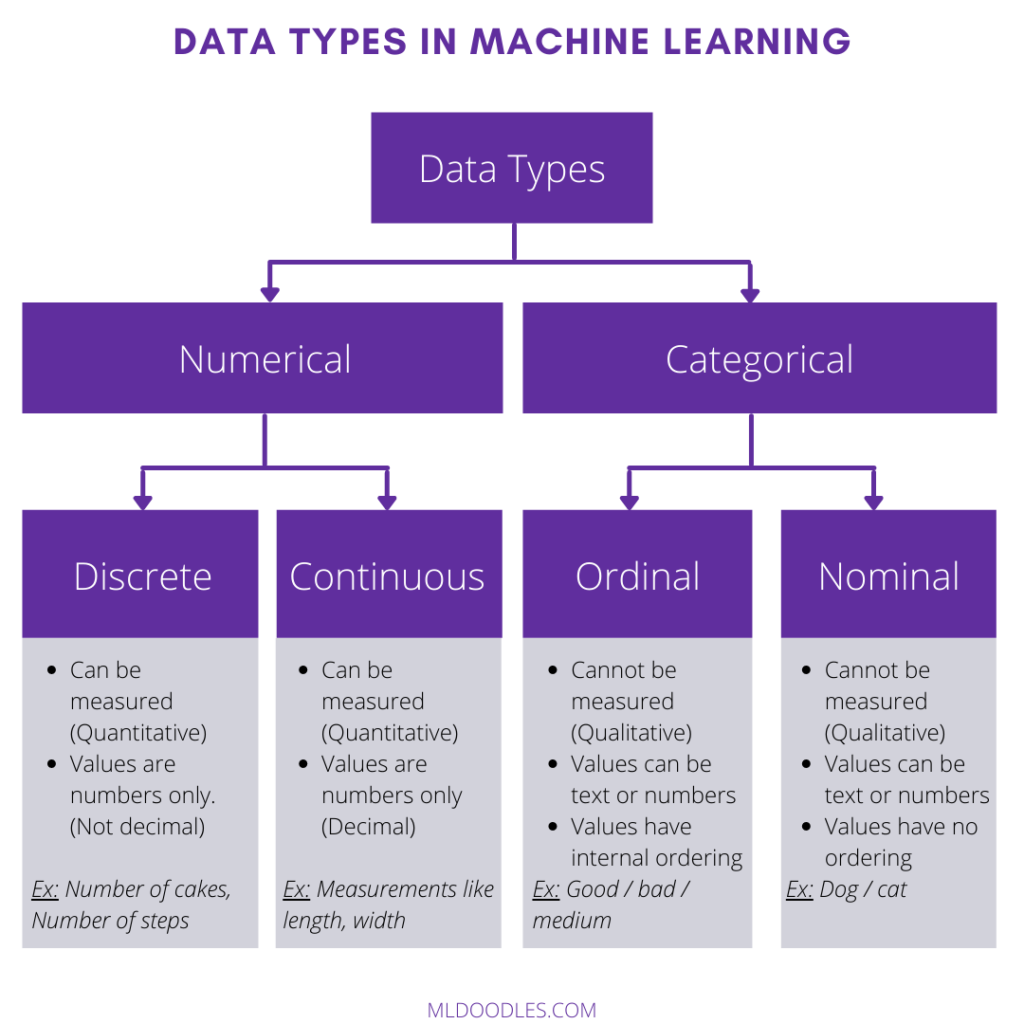 DATA TYPES IN MACHINE LEARNING
Data Types
Numerical
Categorical
Discrete
Continuous
Ordinal
Nominal
• Can be
measured
(Quantitative)
• Values are
numbers only.
(Not decimal)
Ex: Number of cakes,
Number of steps
• Can be
measured
(Quantitative)
• Values are
numbers only
(Decimal)
Ex: Measurements like
length, width
• Cannot be
measured
(Qualitative)
• Values can be
text or numbers
• Values have
internal ordering
Ex: Good / bad /
medium
• Cannot be
measured
(Qualitative)
• Values can be
text or numbers
• Values have no
ordering
Ex: Dog / cat
MLDOODLES.COM